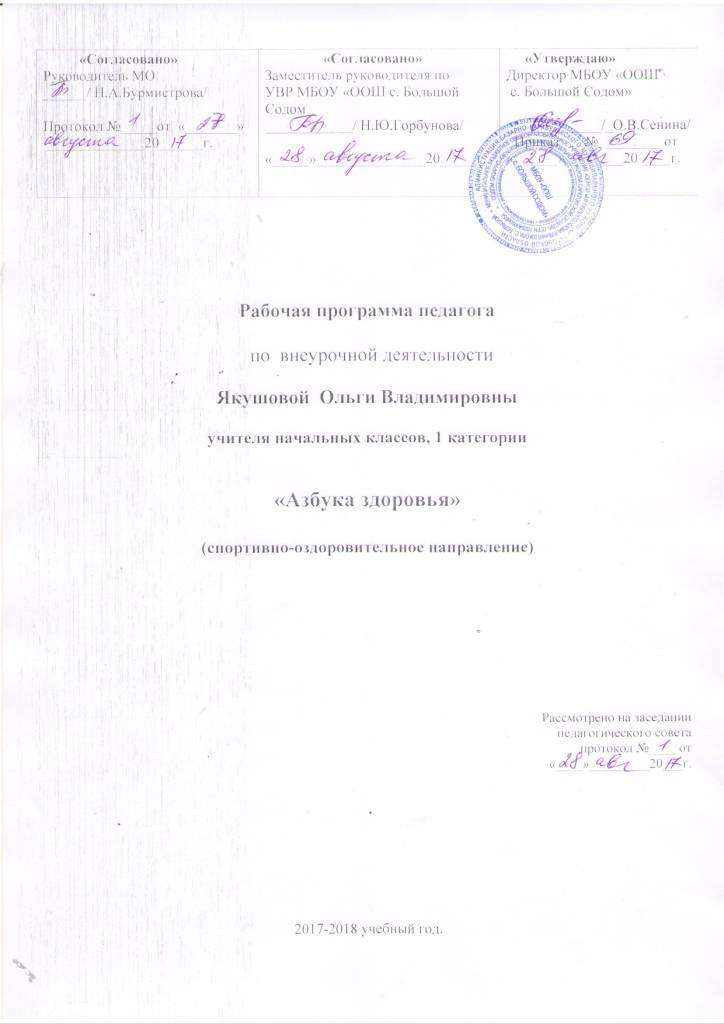 «Согласовано»
Руководитель МО
/ Н.А.Бурмистрова/
Протокол № 1 от « 27 »
августа 20 17 г.
«Согласовано»
Заместитель руководителя по
УВР МБОУ «ООШ с. Большой
Содом
/ Н.Ю.Горбунова/
« 28 » августа 20 17
«Утверждаю»
Директор МБОУ «ООШ
с. Большой Содом»
/ О.В.Сенина/
Приказ № 69 от
28 авг 20 17 г.
Рабочая программа педагога
по внеурочной деятельности
Якушовой Ольги Владимировны
учителя начальных классов, 1 категории
«Азбука здоровья»
(спортивно-оздоровительное направление)
Рассмотрено на заседании
педагогического совета
протокол № 1 от
« 28 » авг 20 17 г.
2017-2018 учебный год.